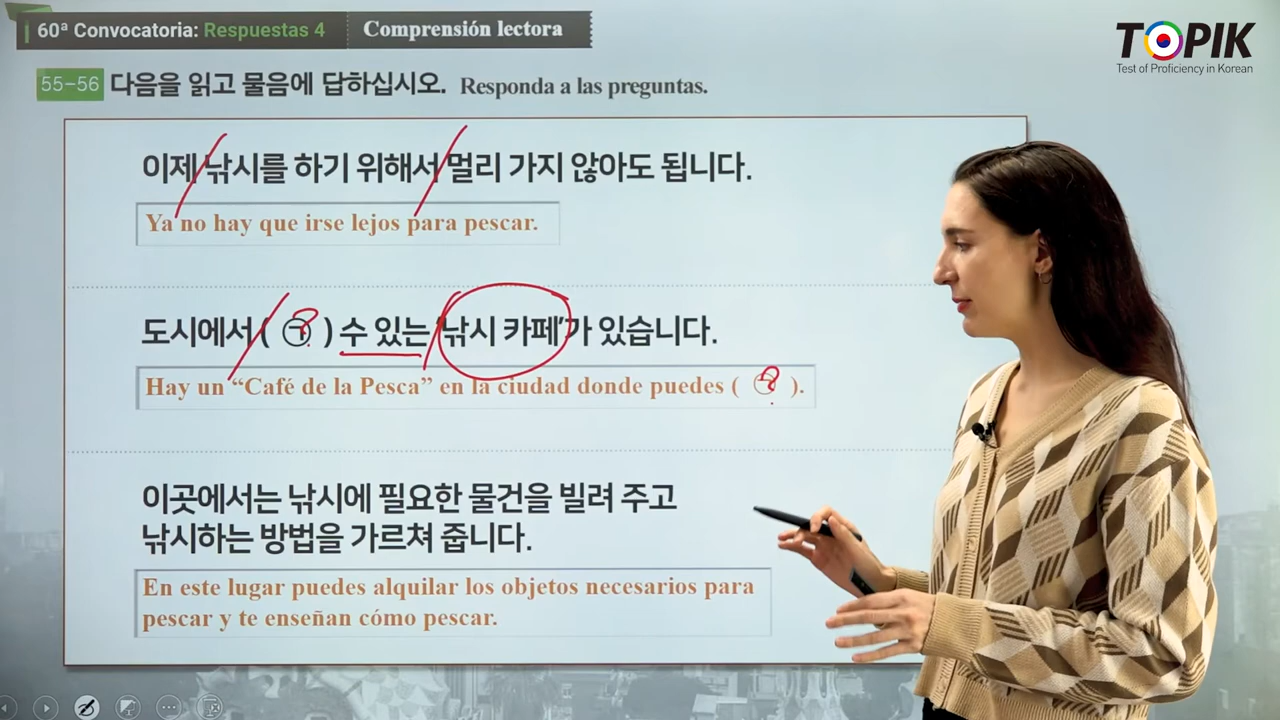 60ª Convocatoria: Respuestas 4
Comprensión lectora
TOPIK
Test of Proficiency in Korean
55-56 다음을 읽고 물음에 답하십시오. Responda a las preguntas.
이제 낚시를 하기 위해서 멀리 가지 않아도 됩니다.
Ya no hay que irse lejos para pescar.
도시에서 ( ㉠ ) 수 있는 '낚시 카페'가 있습니다.
Hay un “Café de la Pesca” en la ciudad donde puedes ( ㉠ ).
이곳에서는 낚시에 필요한 물건을 빌려 주고
낚시하는 방법을 가르쳐 줍니다.
En este lugar puedes alquilar los objetos necesarios para
pescar y te enseñan cómo pescar.